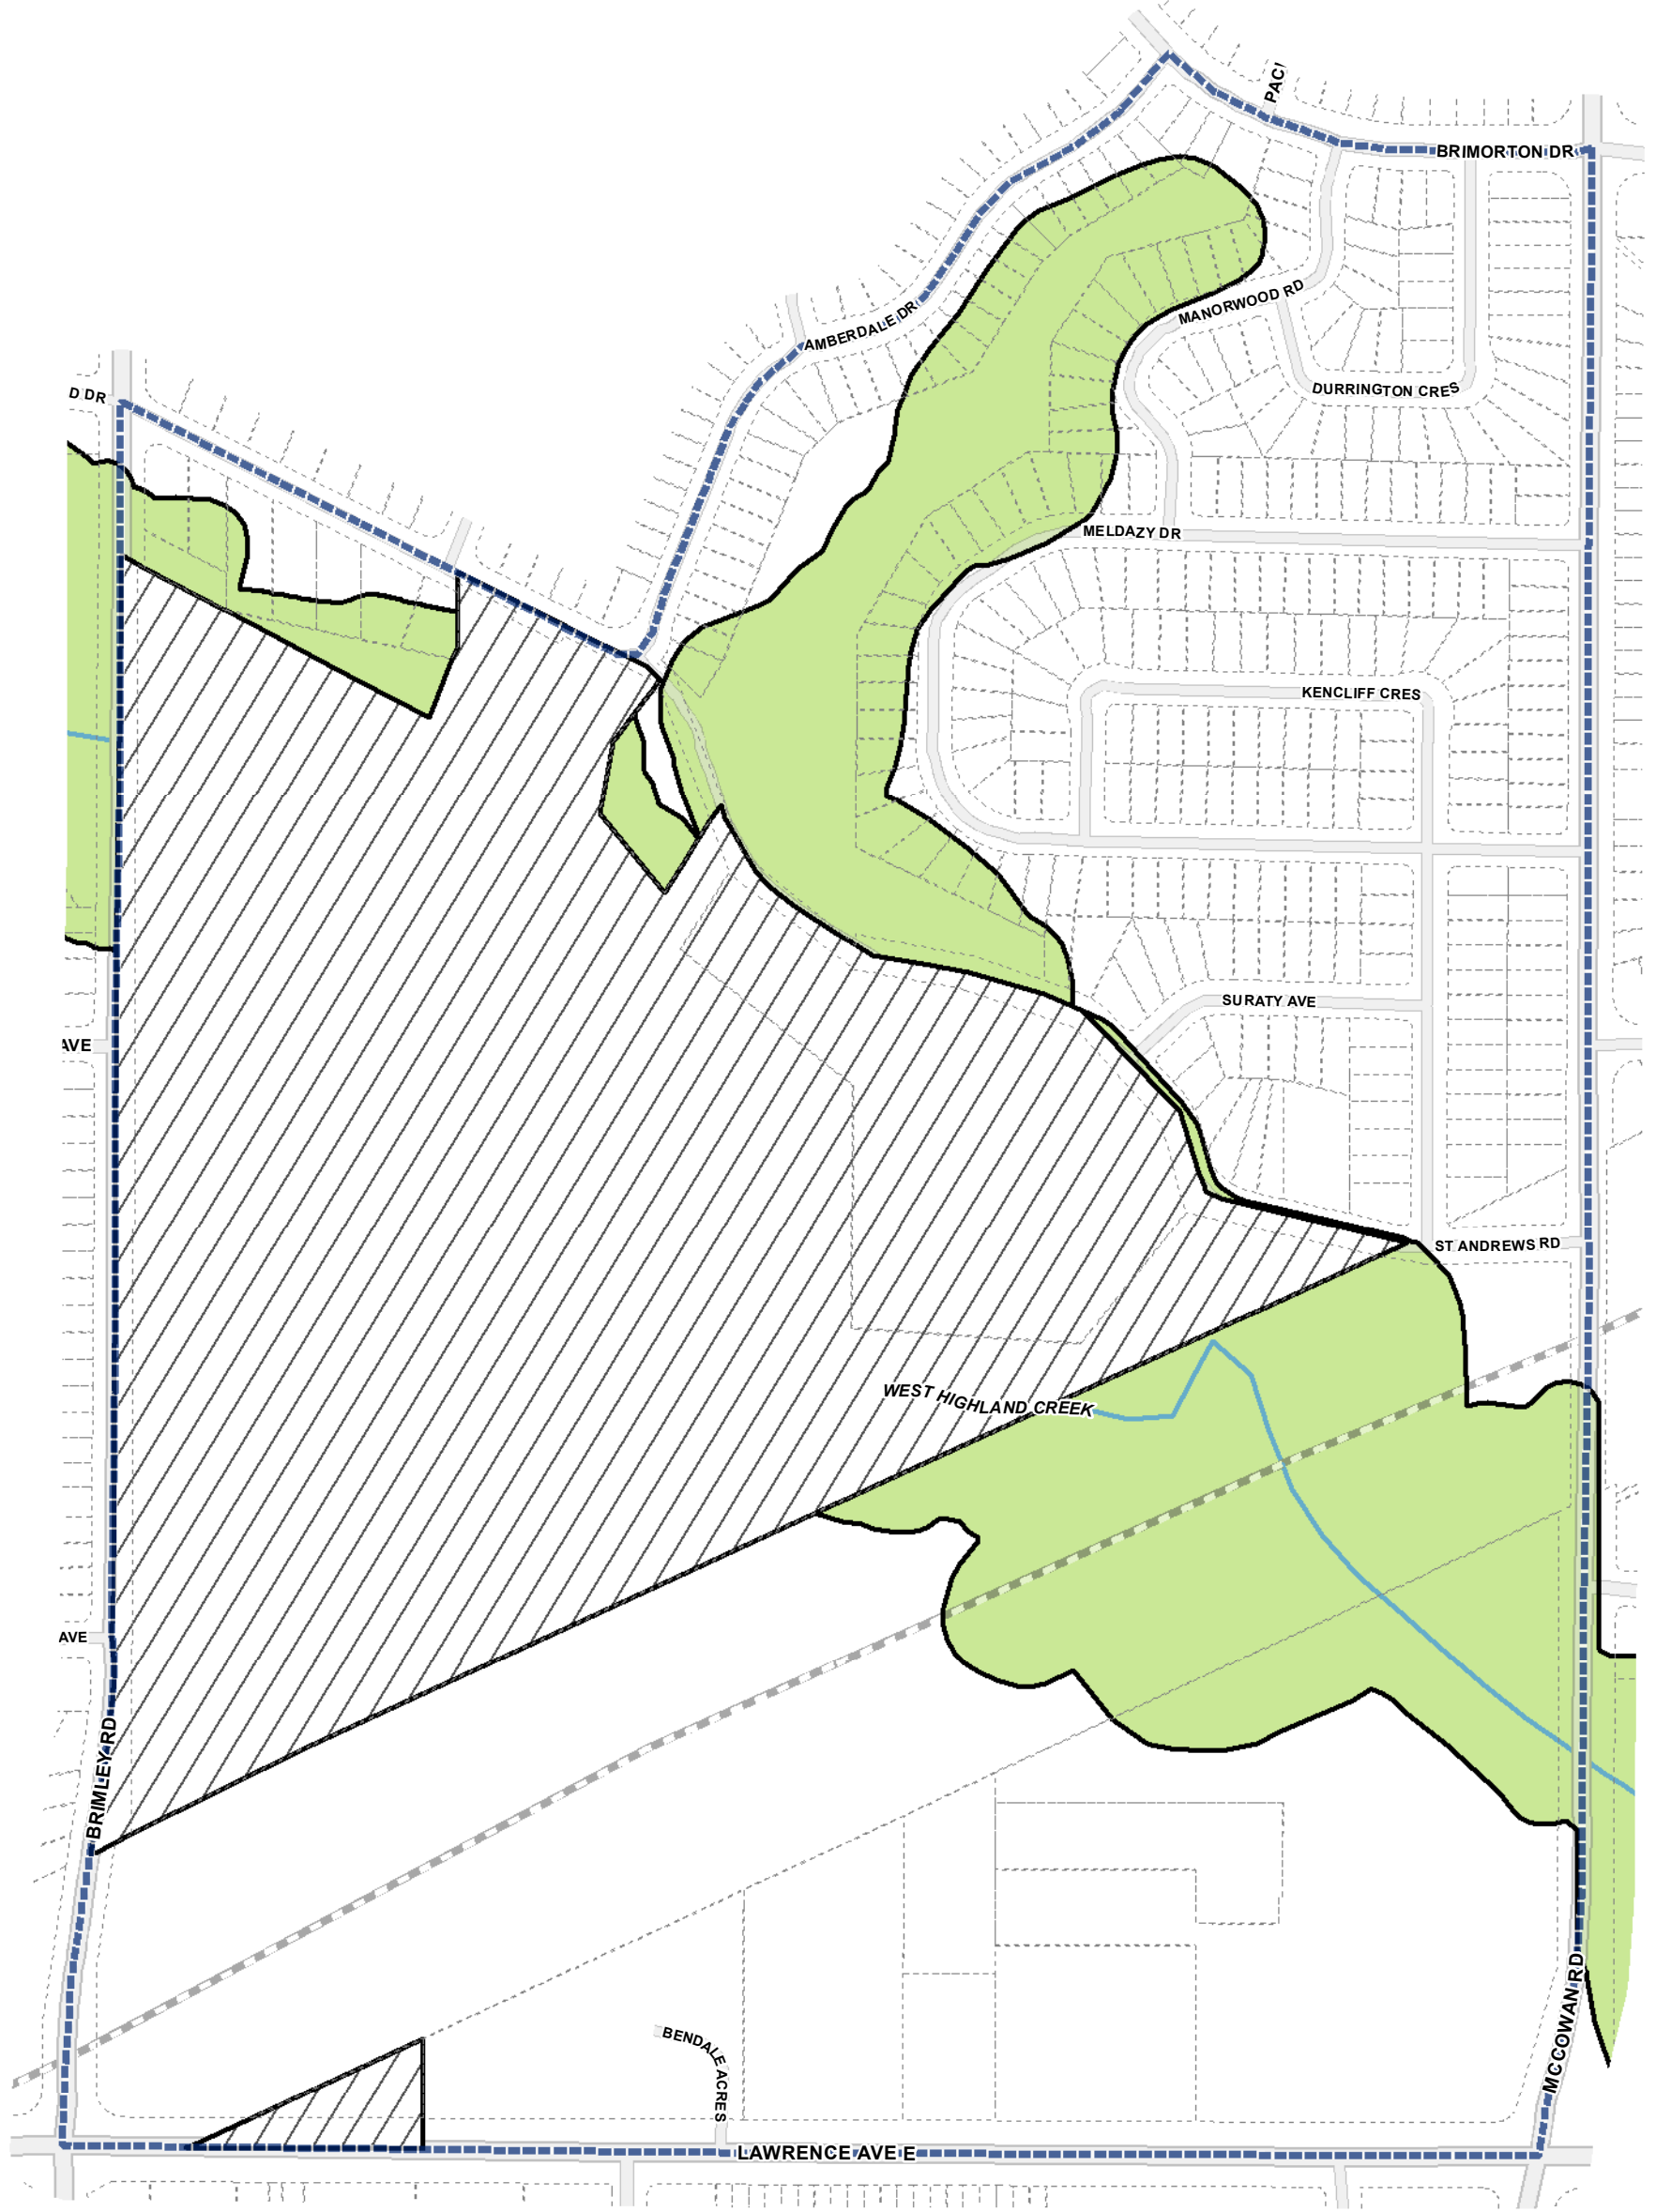 PAC
BRIMORTON DR
MANORWOOD RD
AMBERDALE DR
DURRINGTON CRES
D DR
MELDAZY DR
KENCLIFF CRES
SURATY AVE
AVE
ST ANDREWS RD
WEST HIGHLAND CREEK
AVE
BRIMLEY RD
MCCOWAN RD
BENDALE ACRES
LAWRENCE AVE E